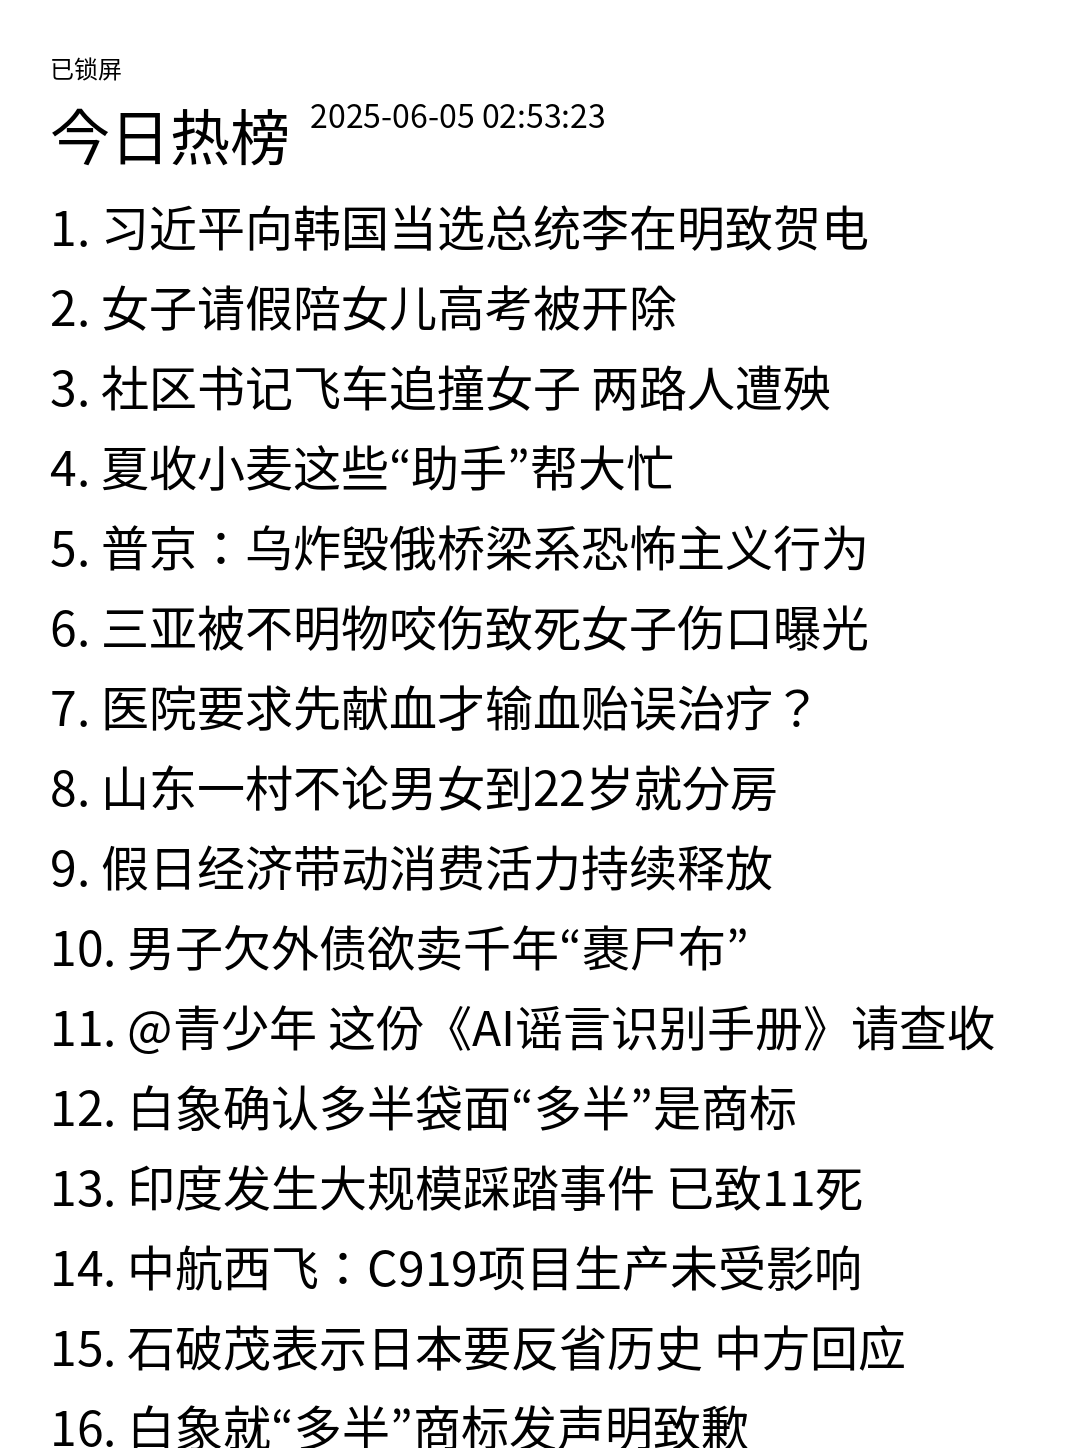 已锁屏
今日热榜 2025-06-05 02:53:23
1. 习近平向韩国当选总统李在明致贺电
2. 女子请假陪女儿高考被开除
3. 社区书记飞车追撞女子 两路人遭殃
4. 夏收小麦这些“助手”帮大忙
5. 普京：乌炸毁俄桥梁系恐怖主义行为
6. 三亚被不明物咬伤致死女子伤口曝光
7. 医院要求先献血才输血贻误治疗？
8. 山东一村不论男女到22岁就分房
9. 假日经济带动消费活力持续释放
10. 男子欠外债欲卖千年“裹尸布”
11. @青少年 这份《AI谣言识别手册》请查收
12. 白象确认多半袋面“多半”是商标
13. 印度发生大规模踩踏事件 已致11死
14. 中航西飞：C919项目生产未受影响
15. 石破茂表示日本要反省历史 中方回应
16. 白象就“多半”商标发声明致歉